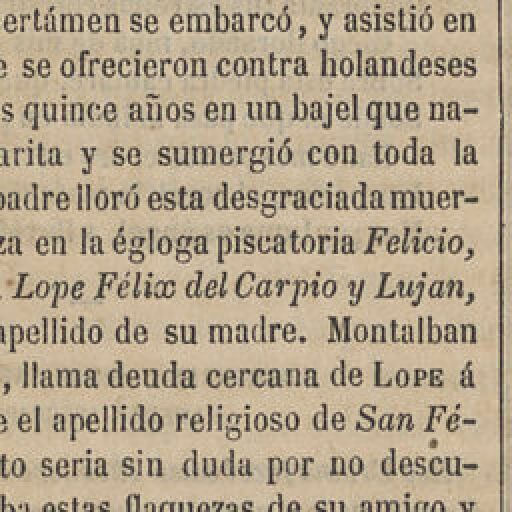 ertámen se embarcó, y asistió en
e se ofrecieron contra holandeses
s quince años en un bajel que na-
arita y se sumergió con toda la
padre lloró esta desgraciada muer-
za en la égloga piscatoria Felicio,
. Lope Félix del Carpio y Lujan,
apellido de su madre. Montalban
, llama deuda cercana de LOPE á
e el apellido religioso de San Fé-
to seria sin duda por no descu-
ba estas flaquezas de su amigo y